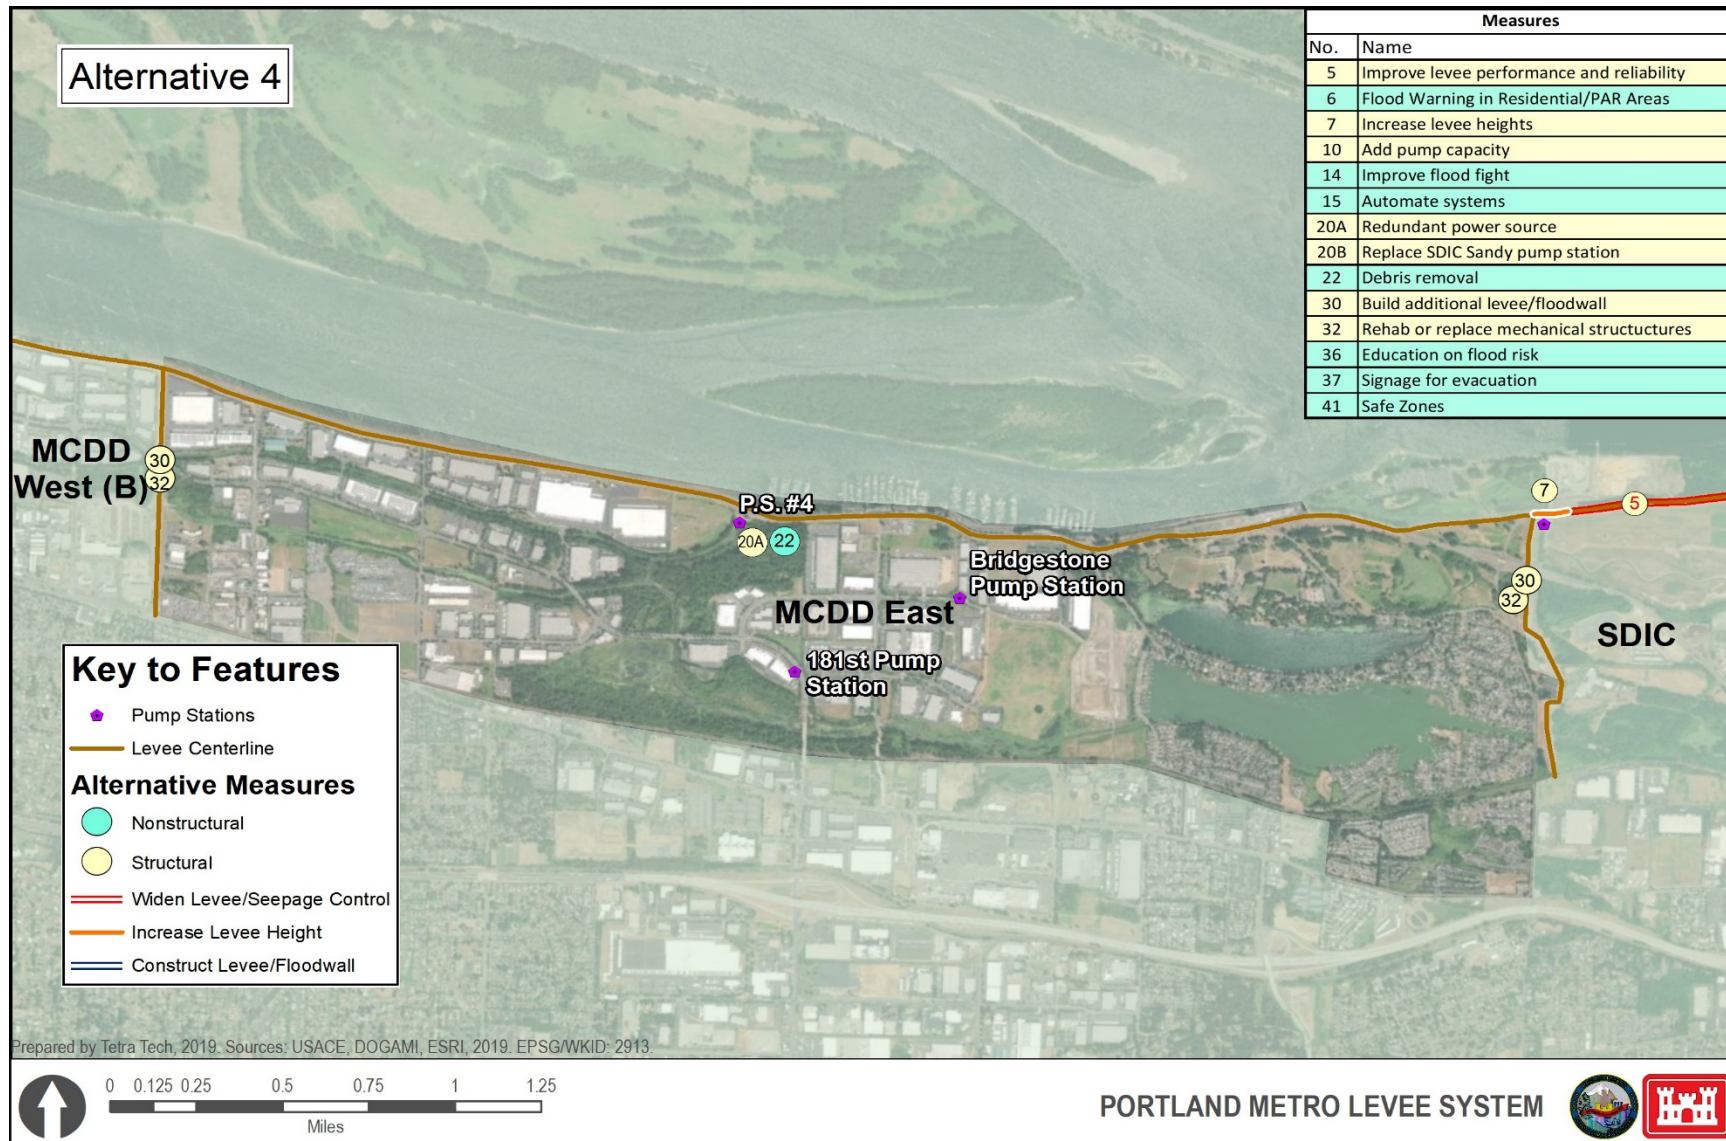 Alternative 4
Measures
No. Name
5 Improve levee performance and reliability
6 Flood Warning in Residential/PAR Areas
7 Increase levee heights
10 Add pump capacity
14 Improve flood fight
15 Automate systems
20A Redundant power source
20B Replace SDIC Sandy pump station
22 Debris removal
30 Build additional levee/floodwall
32 Rehab or replace mechanical structuctures
36 Education on flood risk
37 Signage for evacuation
41 Safe Zones
MCDD
West (B)
30
32
P.S. #4
20A
22
Bridgestone
Pump Station
MCDD East
181st Pump
Station
7
5
30
32
SDIC
Key to Features
Pump Stations
Levee Centerline
Alternative Measures
Nonstructural
Structural
Widen Levee/Seepage Control
Increase Levee Height
Construct Levee/Floodwall
Prepared by Tetra Tech, 2019. Sources: USACE, DOGAMI, ESRI, 2019. EPSG/WKID: 2913.
0 0.125 0.25 0.5 0.75 1 1.25
Miles
PORTLAND METRO LEVEE SYSTEM